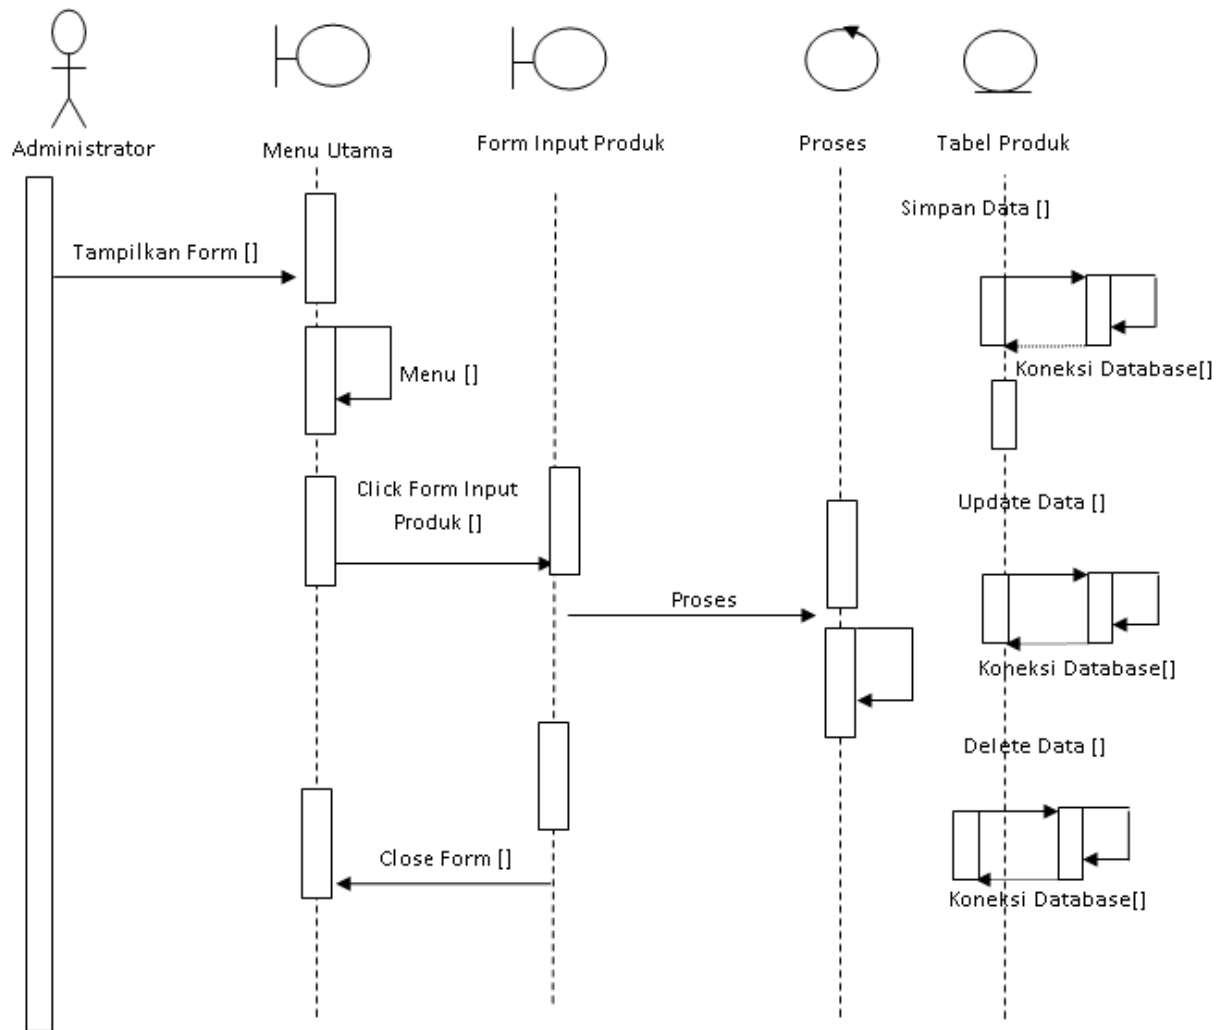 Administrator
Menu Utama
Form Input Produk
Proses
Tabel Produk
Simpan Data []
Tampilkan Form []
Koneksi Database[]
Menu []
Click Form Input
Produk []
Update Data []
Proses
Koneksi Database[]
Delete Data []
Close Form []
Koneksi Database[]